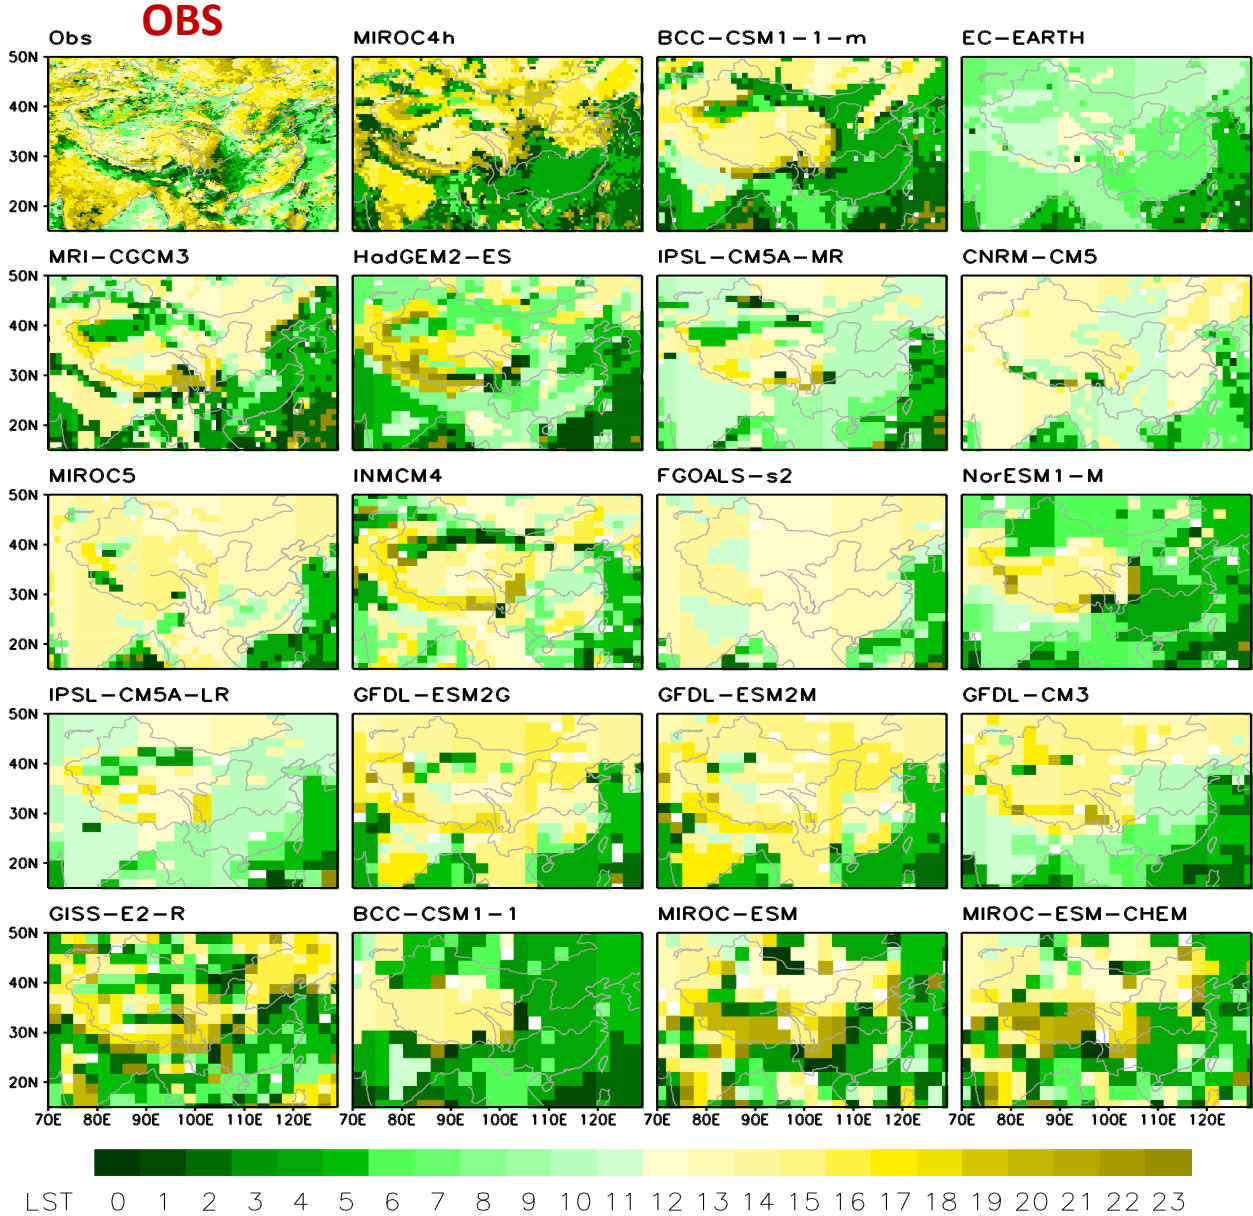 OBS
Obs MIROC4h BCC-CSM1-1-m EC-EARTH
50N
40N
30N
20N
MRI-CGCM3 HadGEM2-ES IPSL-CM5A-MR CNRM-CM5
50N
40N
30N
20N
MIROC5 INMCM4 FGOALS-s2 NorESM1-M
50N
40N
30N
20N
IPSL-CM5A-LR GFDL-ESM2G GFDL-ESM2M GFDL-CM3
50N
40N
30N
20N
GISS-E2-R BCC-CSM1-1 MIROC-ESM MIROC-ESM-CHEM
50N
40N
30N
20N
70E 80E 90E 100E 110E 120E 70E 80E 90E 100E 110E 120E 70E 80E 90E 100E 110E 120E 70E 80E 90E 100E 110E 120E
LST 0 1 2 3 4 5 6 7 8 9 10 11 12 13 14 15 16 17 18 19 20 21 22 23